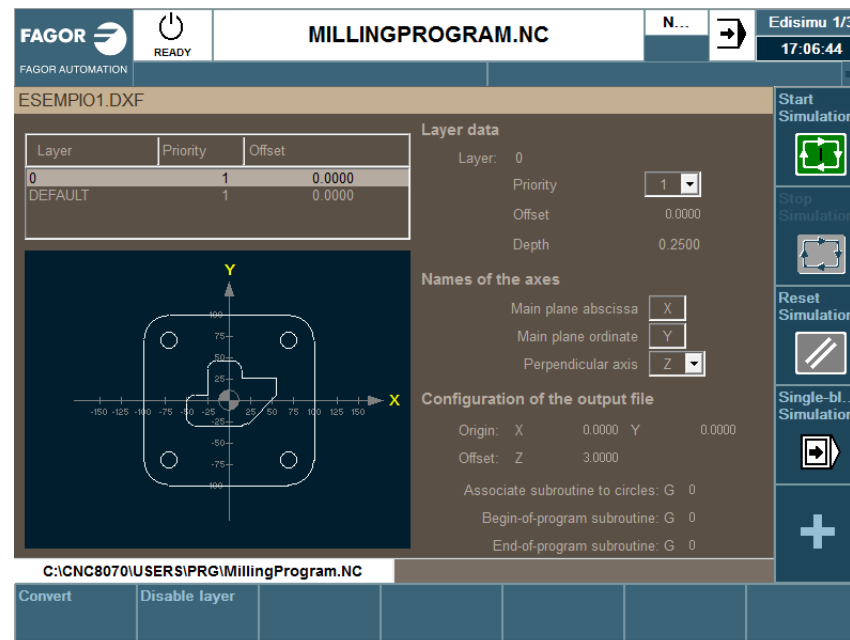 FAGOR
READY
MILLINGPROGRAM.NC
N...
Edisimu 1/3
17:06:44
FAGOR AUTOMATION
ESEMPIO1.DXF
Layer Priority Offset
0 1 0.0000
DEFAULT 1 0.0000
Layer data
Layer: 0
Priority 1
Offset 0.0000
Depth 0.2500
Names of the axes
Main plane abscissa X
Main plane ordinate Y
Perpendicular axis Z
Configuration of the output file
Origin: X 0.0000 Y 0.0000
Offset: Z 3.0000
Associate subroutine to circles: G 0
Begin-of-program subroutine: G 0
End-of-program subroutine: G 0
Y
100
75
50
25
X
-150 -125 -100 -75 -50 -25 25 50 75 100 125 150
-25
-50
-75
-100
Start
Simulation
Stop
Simulation
Reset
Simulation
Single-bl...
Simulation
C:\CNC8070\USERS\PRG\MillingProgram.NC
Convert Disable layer